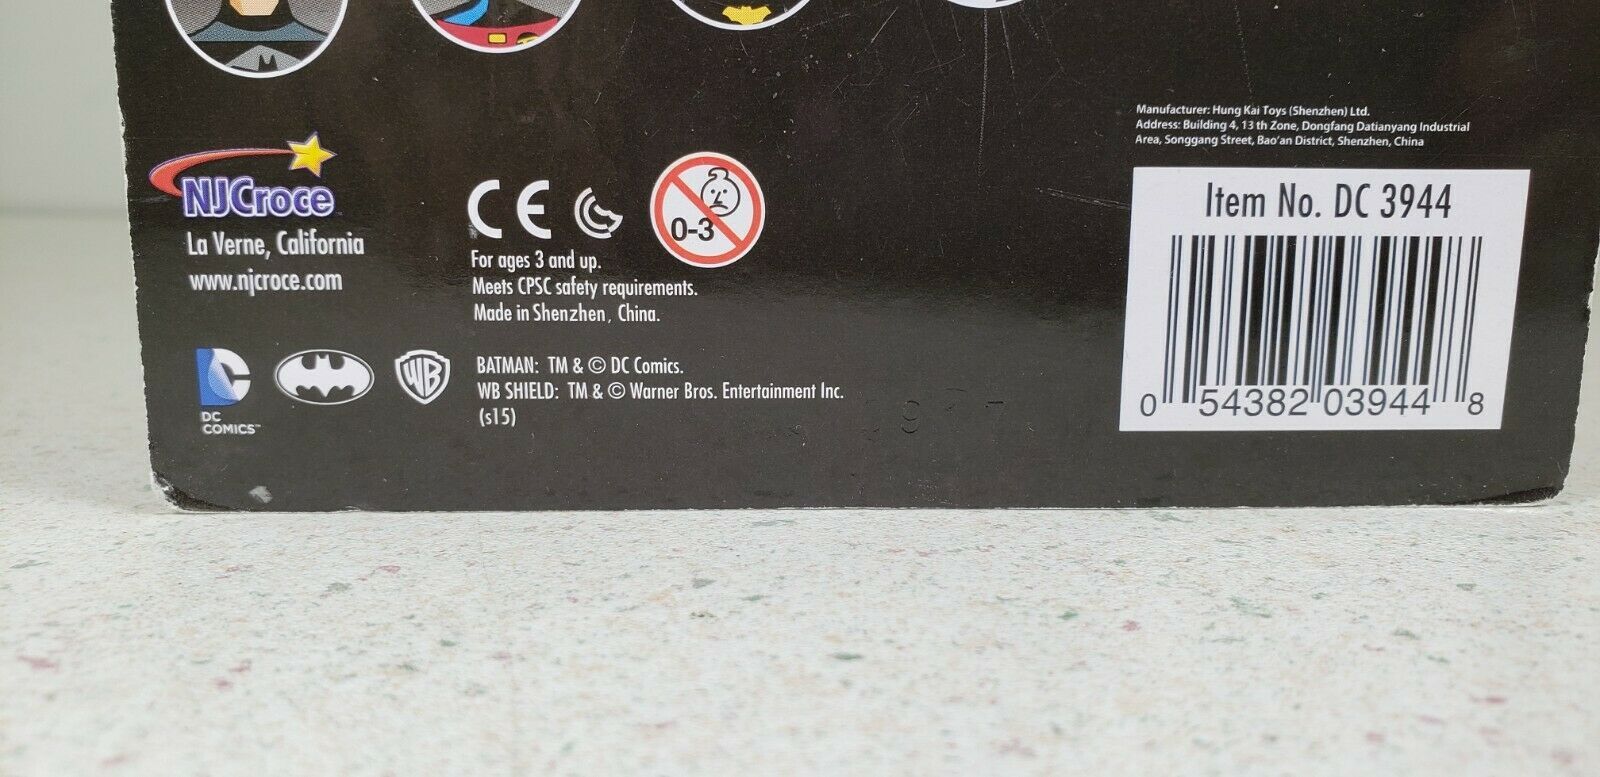 Manufacturer: Hung Kai Toys (Shenzhen) Ltd.
Address: Building 4, 13 th Zone, Dongfang Datianyang Industrial
Area, Songgang Street, Bao'an District, Shenzhen, China
NJCroce
La Verne, California
www.njcroce.com
CE
0-3
For ages 3 and up.
Meets CPSC safety requirements.
Made in Shenzhen, China.
Item No. DC 3944
0 54382 03944 8
DC
COMICS™
WB
BATMAN: TM & © DC Comics.
WB SHIELD: TM & © Warner Bros. Entertainment Inc.
(s15)